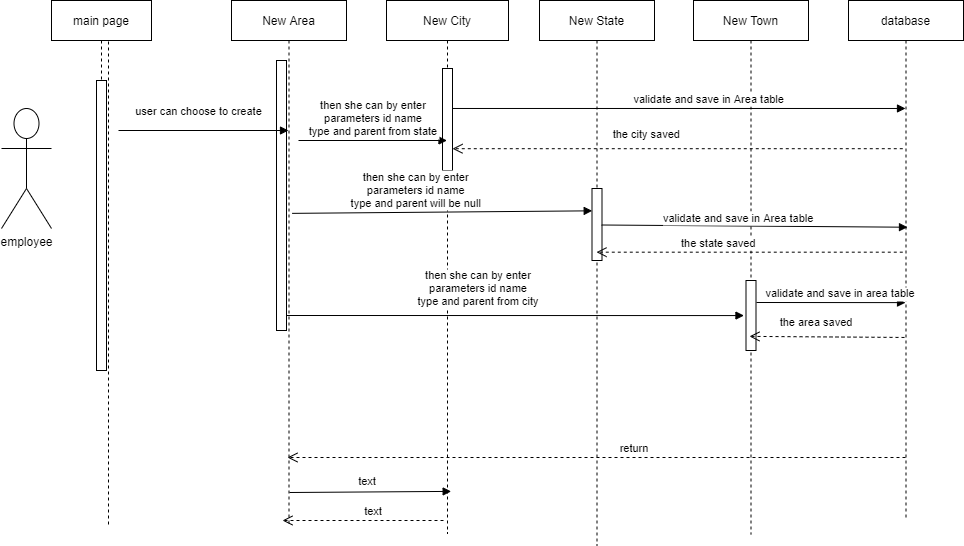 main page
New Area
New City
New State
New Town
database
user can choose to create
then she can by enter
parameters id name
type and parent from state
validate and save in Area table
the city saved
then she can by enter
parameters id name
type and parent will be null
validate and save in Area table
the state saved
employee
then she can by enter
parameters id name
type and parent from city
validate and save in area table
the area saved
return
text
text